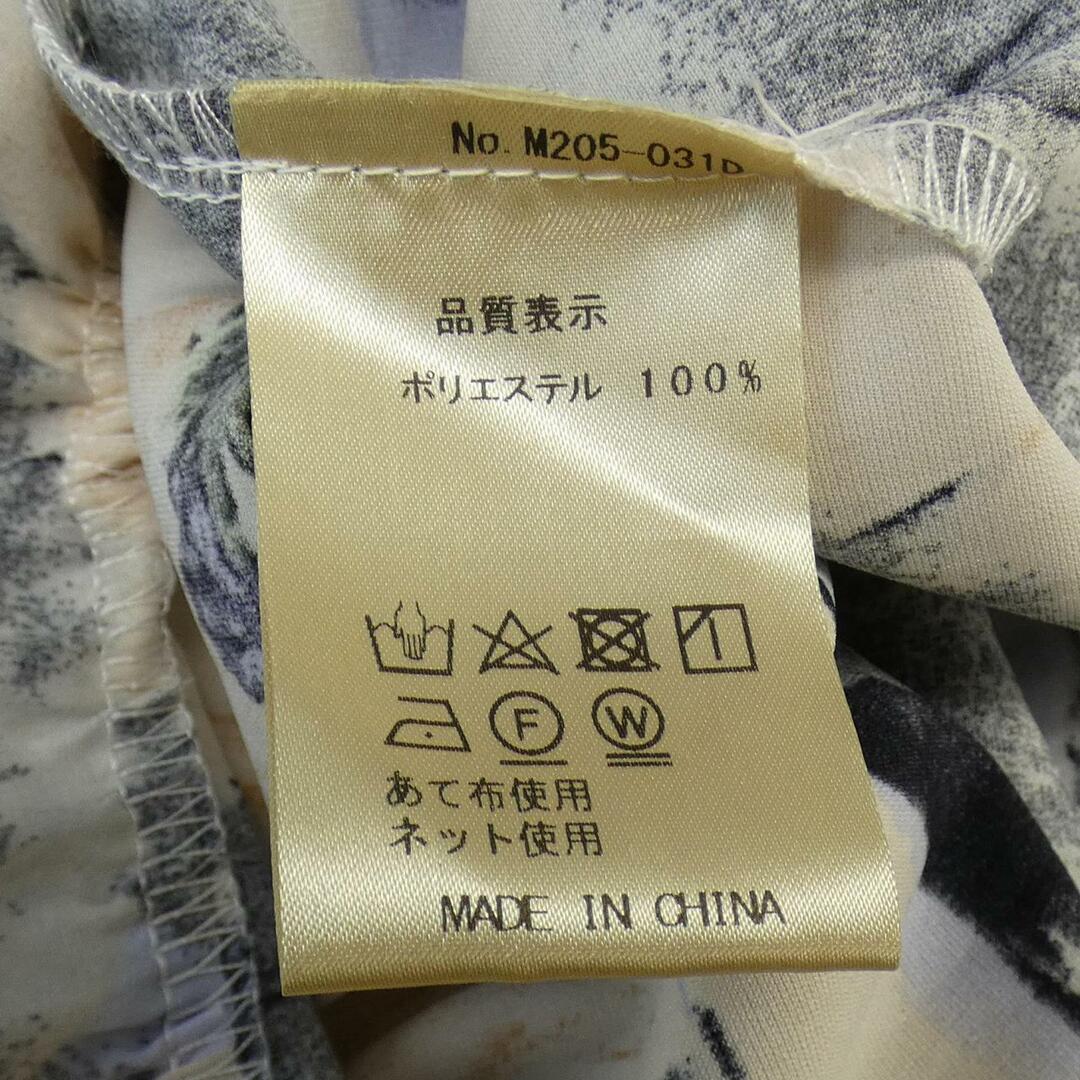 No. M205-031D
品質表示
ポリエステル 100%
F W
あて布使用
ネット使用
MADE IN CHINA